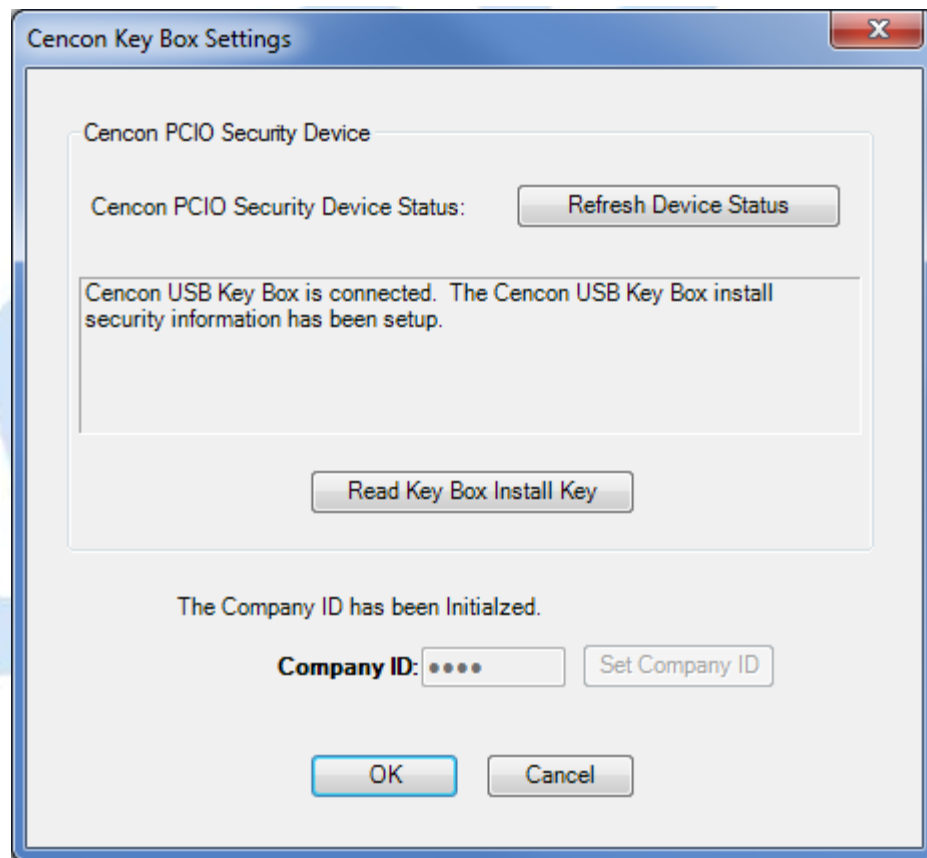 Cencon Key Box Settings
Cencon PCIO Security Device
Cencon PCIO Security Device Status:
Refresh Device Status
Cencon USB Key Box is connected.  The Cencon USB Key Box install
security information has been setup.
Read Key Box Install Key
The Company ID has been Initialzed.
Company ID: ●●●● Set Company ID
OK
Cancel